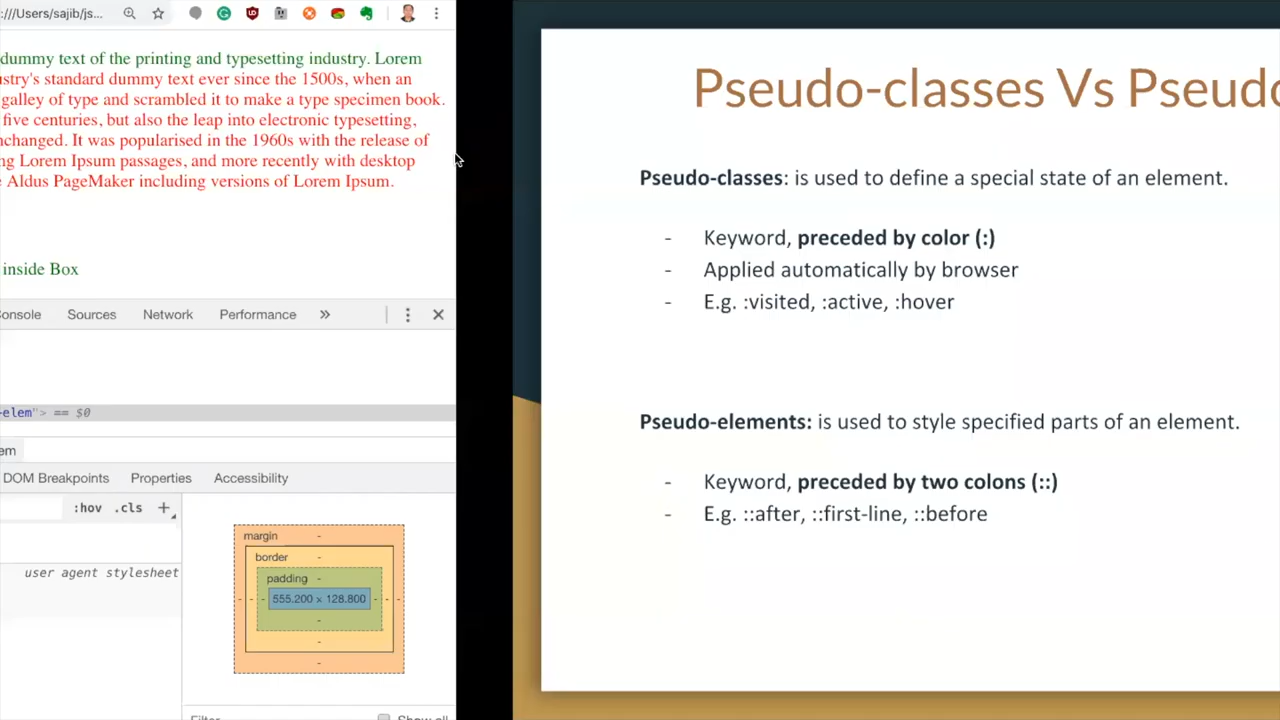 :///Users/sajib/js...
dummy text of the printing and typesetting industry. Lorem
stry's standard dummy text ever since the 1500s, when an
galley of type and scrambled it to make a type specimen book.
five centuries, but also the leap into electronic typesetting,
nchanged. It was popularised in the 1960s with the release of
ng Lorem Ipsum passages, and more recently with desktop
Aldus PageMaker including versions of Lorem Ipsum.
inside Box
onsole Sources Network Performance »
-elem"> == $0
em
DOM Breakpoints Properties Accessibility
:hov .cls +
user agent stylesheet
margin -
border -
padding -
- - - 555.200 × 128.800 - - -
-
-
-
Filter
Show all
Pseudo-classes Vs Pseudo
Pseudo-classes: is used to define a special state of an element.
- Keyword, preceded by color (:)
- Applied automatically by browser
- E.g. :visited, :active, :hover
Pseudo-elements: is used to style specified parts of an element.
- Keyword, preceded by two colons (::)
- E.g. ::after, ::first-line, ::before